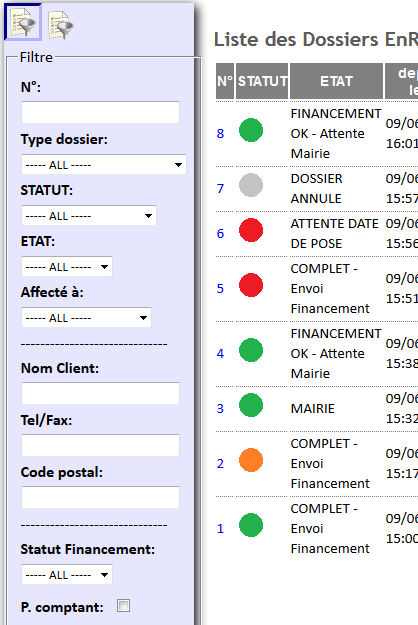 Filtre
N°:
Type dossier:
----- ALL -----
STATUT:
----- ALL -----
ETAT:
----- ALL -----
Affecté à:
----- ALL -----
-----------------------------
Nom Client:
Tel/Fax:
Code postal:
-----------------------------
Statut Financement:
----- ALL -----
P. comptant:
Liste des Dossiers EnR
N° STATUT ETAT dep
le
8 FINANCEMENT OK - Attente Mairie 09/06 16:01
7 DOSSIER ANNULE 09/06 15:57
6 ATTENTE DATE DE POSE 09/06 15:56
5 COMPLET - Envoi Financement 09/06 15:51
4 FINANCEMENT OK - Attente Mairie 09/06 15:38
3 MAIRIE 09/06 15:32
2 COMPLET - Envoi Financement 09/06 15:17
1 COMPLET - Envoi Financement 09/06 15:00